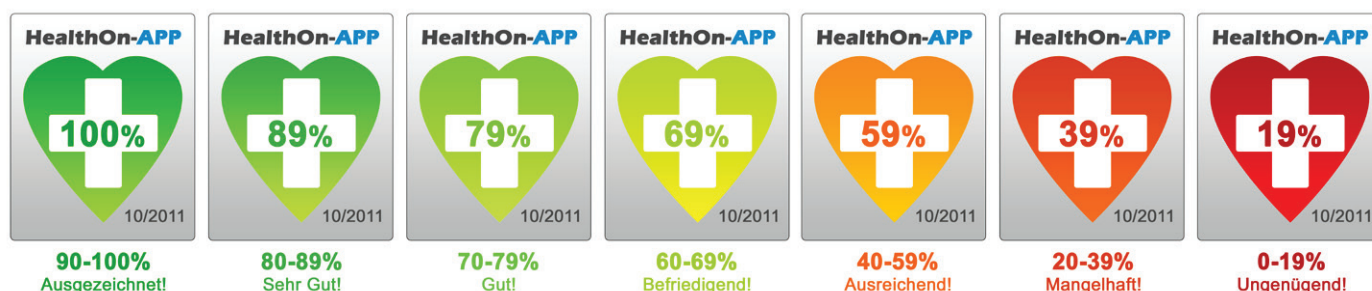 HealthOn-APP
100%
10/2011
90-100%
Ausgezeichnet!
HealthOn-APP
89%
10/2011
80-89%
Sehr Gut!
HealthOn-APP
79%
10/2011
70-79%
Gut!
HealthOn-APP
69%
10/2011
60-69%
Befriedigend!
HealthOn-APP
59%
10/2011
40-59%
Ausreichend!
HealthOn-APP
39%
10/2011
20-39%
Mangelhaft!
HealthOn-APP
19%
10/2011
0-19%
Ungenügend!